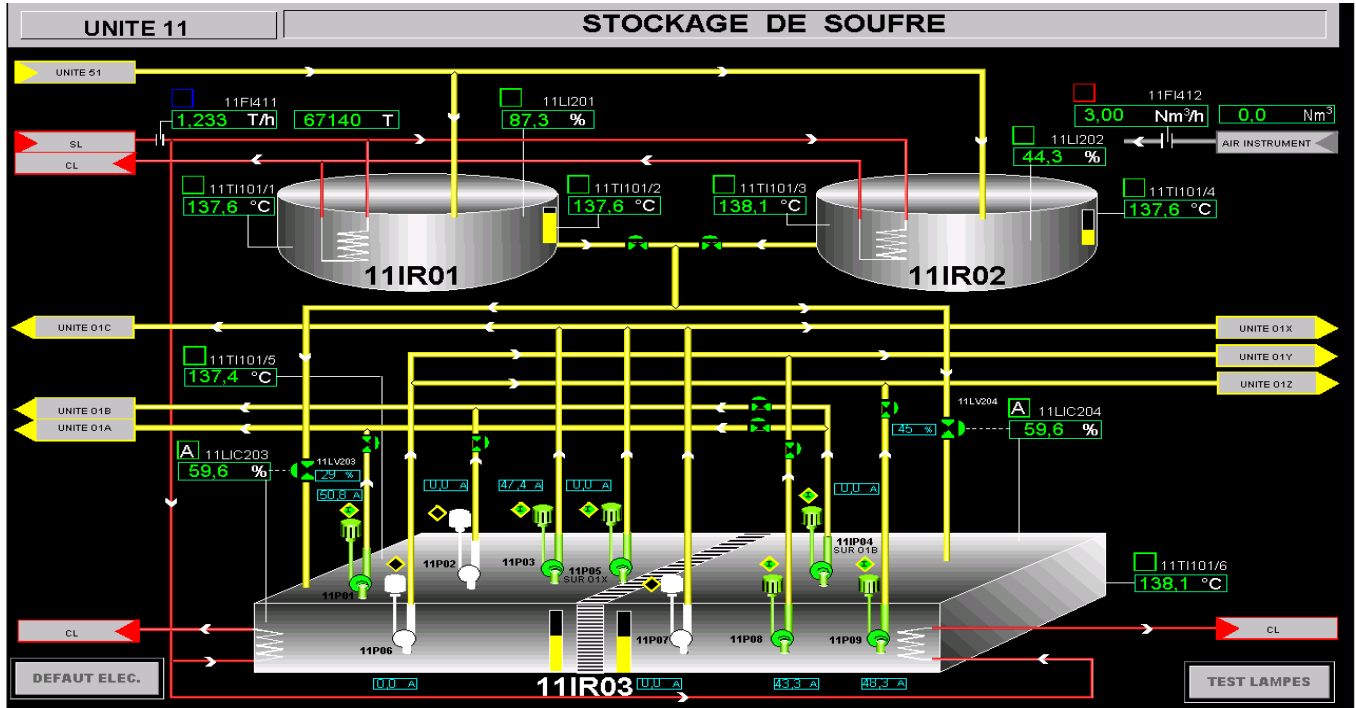 UNITE 11
STOCKAGE DE SOUFRE
UNITE 51
11FI411
1,233 T/h
67140 T
11LI201
87,3 %
11FI412
3,00 Nm³/h
0,0 Nm³
11LI202
44,3 %
AIR INSTRUMENT
SL
CL
11TI101/1
137,6 °C
11TI101/2
137,6 °C
11TI101/3
138,1 °C
11TI101/4
137,6 °C
11IR01
11IR02
UNITE 01C
UNITE 01X
11TI101/5
137,4 °C
UNITE 01Y
UNITE 01Z
UNITE 01B
UNITE 01A
11LV204
45 %
A 11LIC204
59,6 %
A 11LIC203
59,6 %
11LV203
29 %
50,8 A
0,0 A
47,4 A
0,0 A
0,0 A
11P01
11P02
11P03
11P05
SUR 01X
11IP04
SUR 01B
11TI101/6
138,1 °C
CL
11P06
11P07
11P08
11P09
CL
DEFAUT ELEC.
0,0 A
11IR03
0,0 A
43,3 A
48,3 A
TEST LAMPES